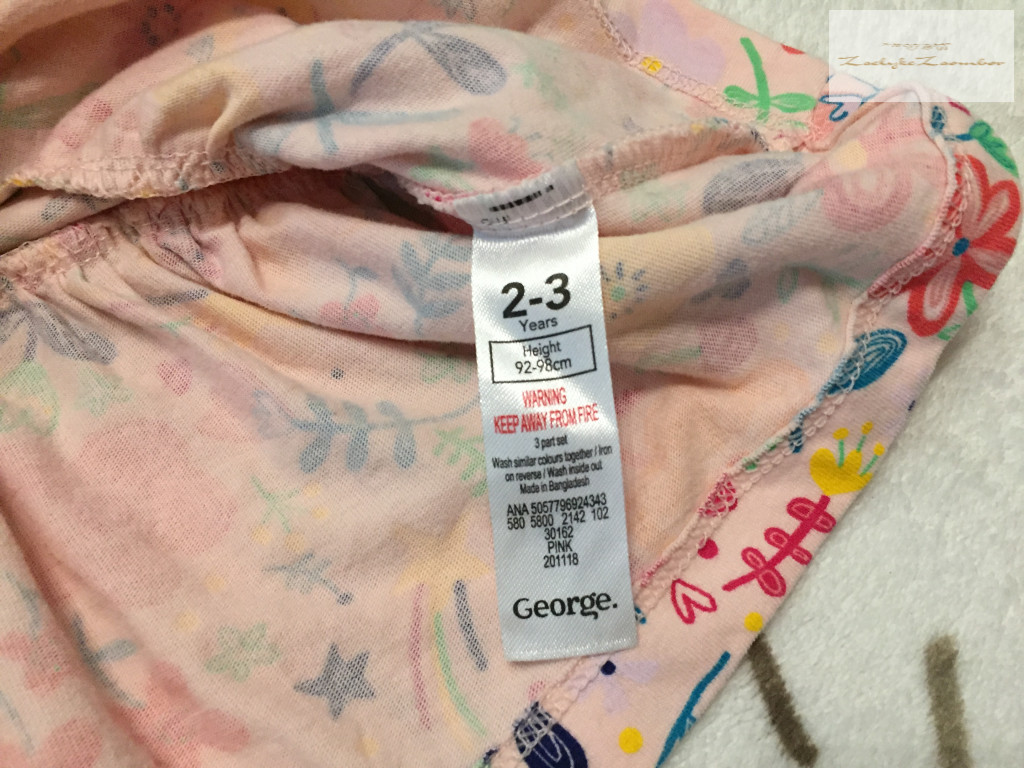 2-3
Years
Height
92-98cm
WARNING
KEEP AWAY FROM FIRE
3 part set
Wash similar colours together / Iron
on reverse / Wash inside out
Made in Bangladesh
ANA 5057796924343
580 5800 2142 102
30162
PINK
201118
George.